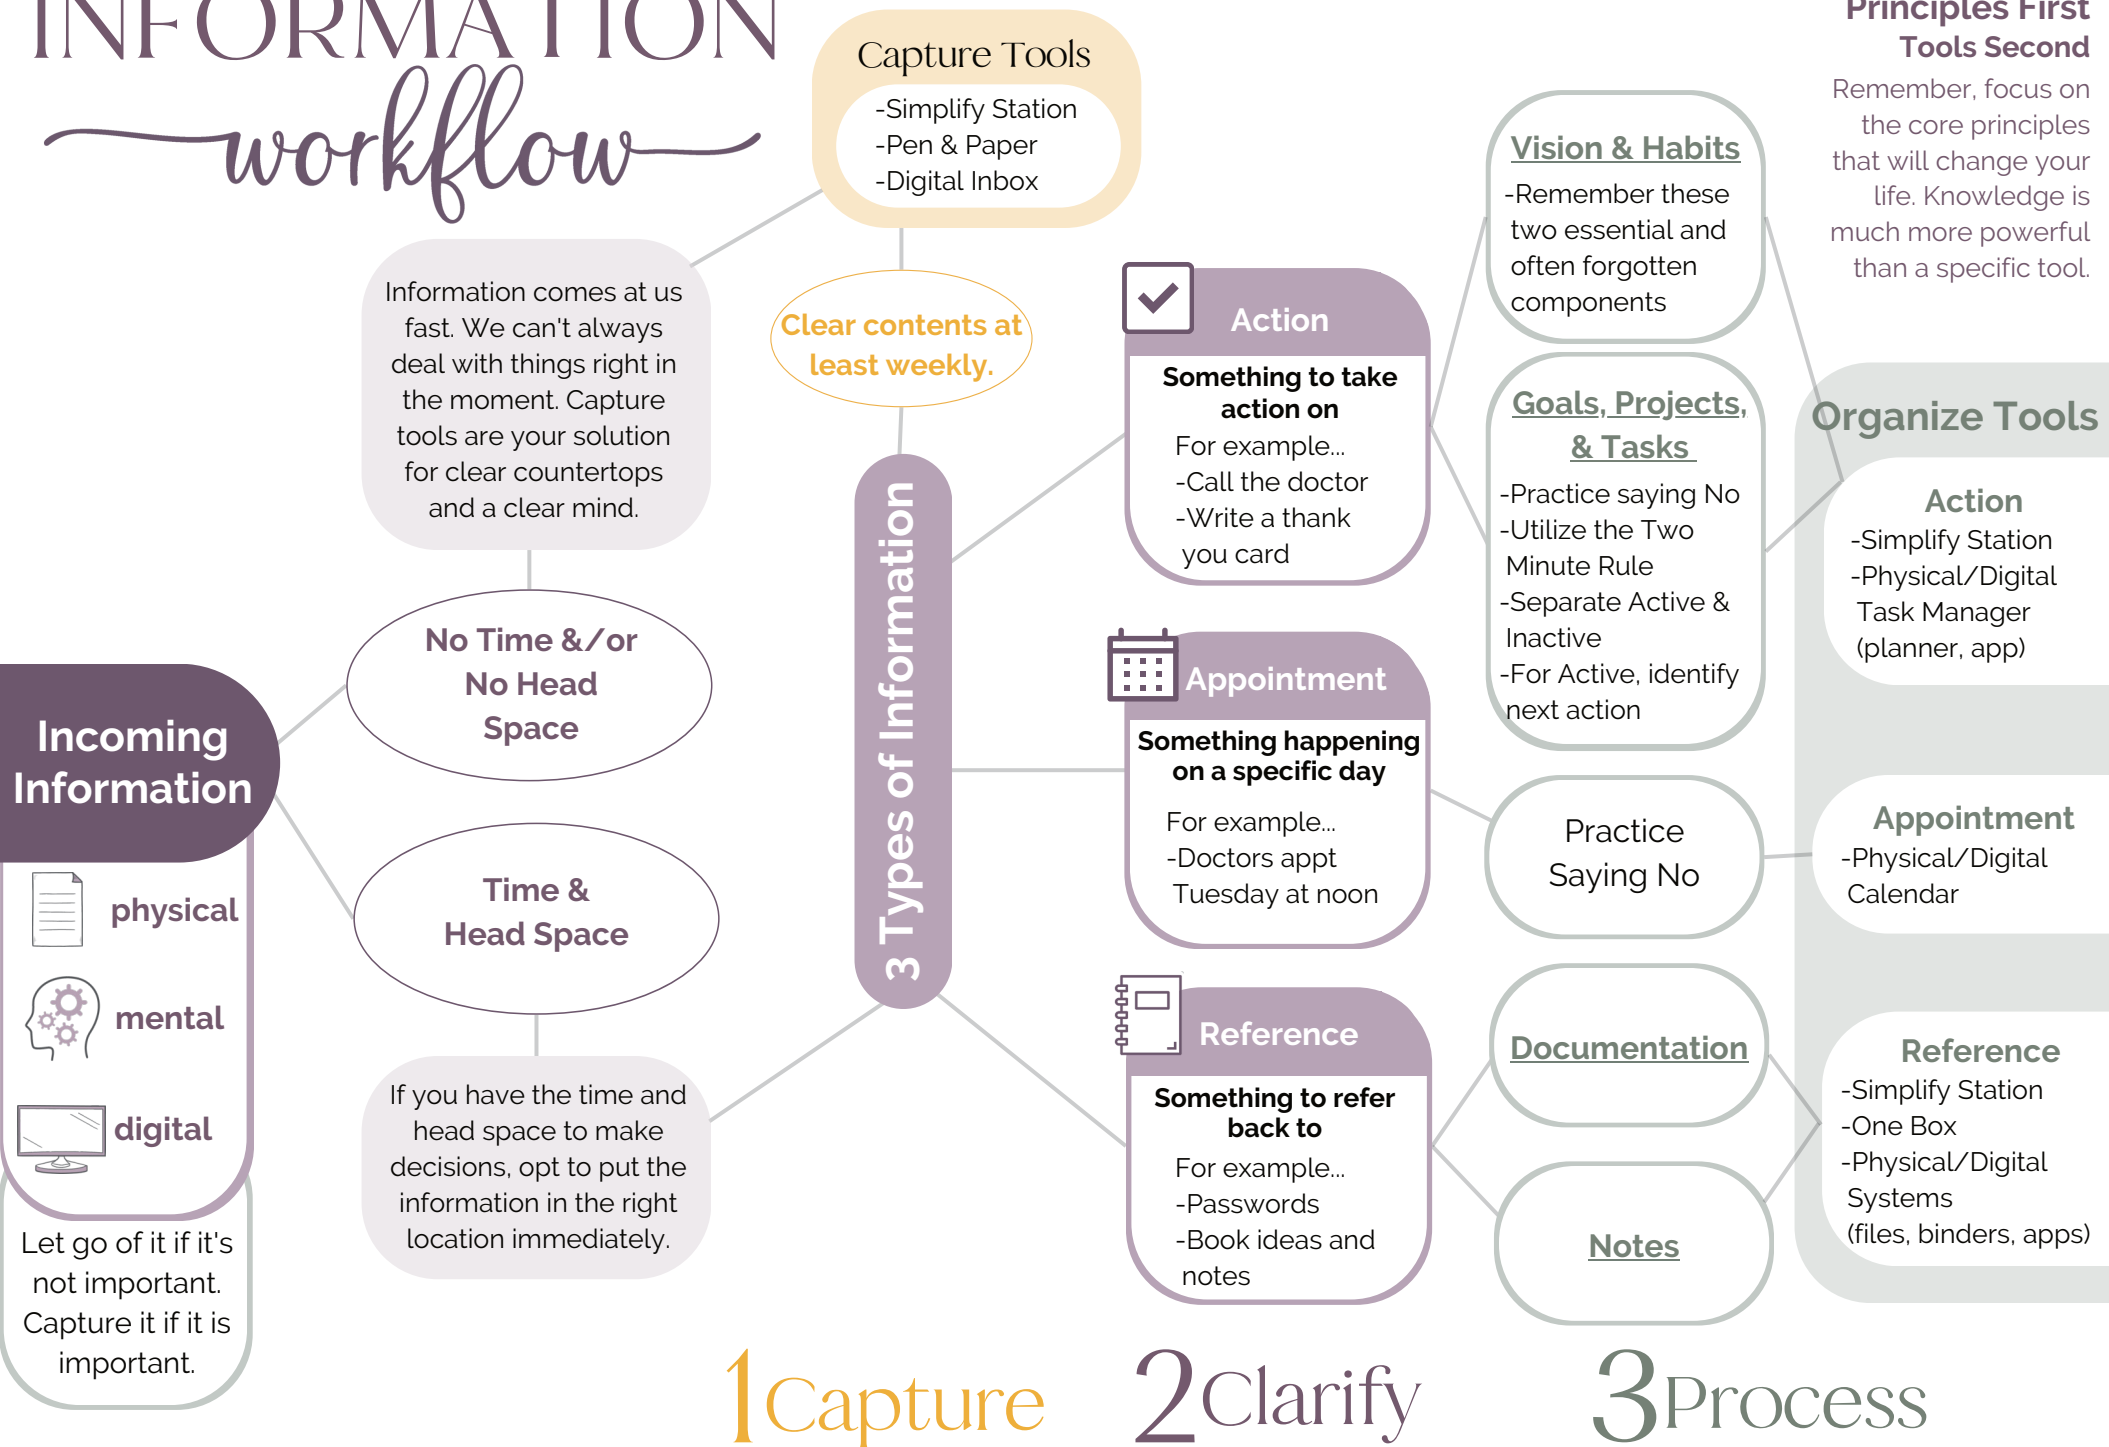 INFORMATION
workflow
Capture Tools
-Simplify Station
-Pen & Paper
-Digital Inbox
Clear contents at
least weekly.
Information comes at us
fast. We can't always
deal with things right in
the moment. Capture
tools are your solution
for clear countertops
and a clear mind.
No Time &/or
No Head
Space
Incoming
Information
physical
mental
digital
Let go of it if it's
not important.
Capture it if it is
important.
Time &
Head Space
If you have the time and
head space to make
decisions, opt to put the
information in the right
location immediately.
3 Types of Information
Action
Something to take
action on
For example...
-Call the doctor
-Write a thank
you card
Appointment
Something happening
on a specific day
For example...
-Doctors appt
Tuesday at noon
Reference
Something to refer
back to
For example...
-Passwords
-Book ideas and
notes
Vision & Habits
-Remember these
two essential and
often forgotten
components
Goals, Projects,
& Tasks
-Practice saying No
-Utilize the Two
Minute Rule
-Separate Active &
Inactive
-For Active, identify
next action
Practice
Saying No
Documentation
Notes
Principles First
Tools Second
Remember, focus on
the core principles
that will change your
life. Knowledge is
much more powerful
than a specific tool.
Organize Tools
Action
-Simplify Station
-Physical/Digital
Task Manager
(planner, app)
Appointment
-Physical/Digital
Calendar
Reference
-Simplify Station
-One Box
-Physical/Digital
Systems
(files, binders, apps)
1 Capture
2 Clarify
3 Process